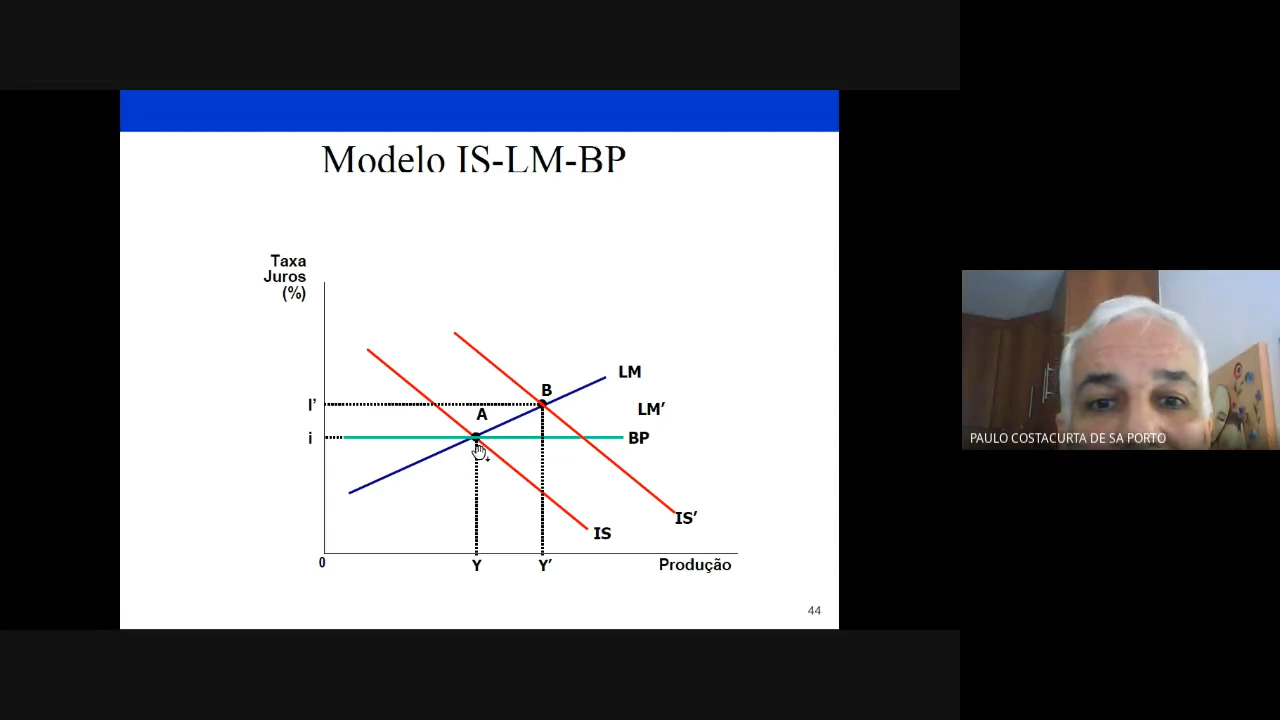 Modelo IS-LM-BP
Taxa
Juros
(%)
LM
B
I’
LM’
A
i
BP
IS’
IS
0
Y
Y’
Produção
44
PAULO COSTACURTA DE SA PORTO